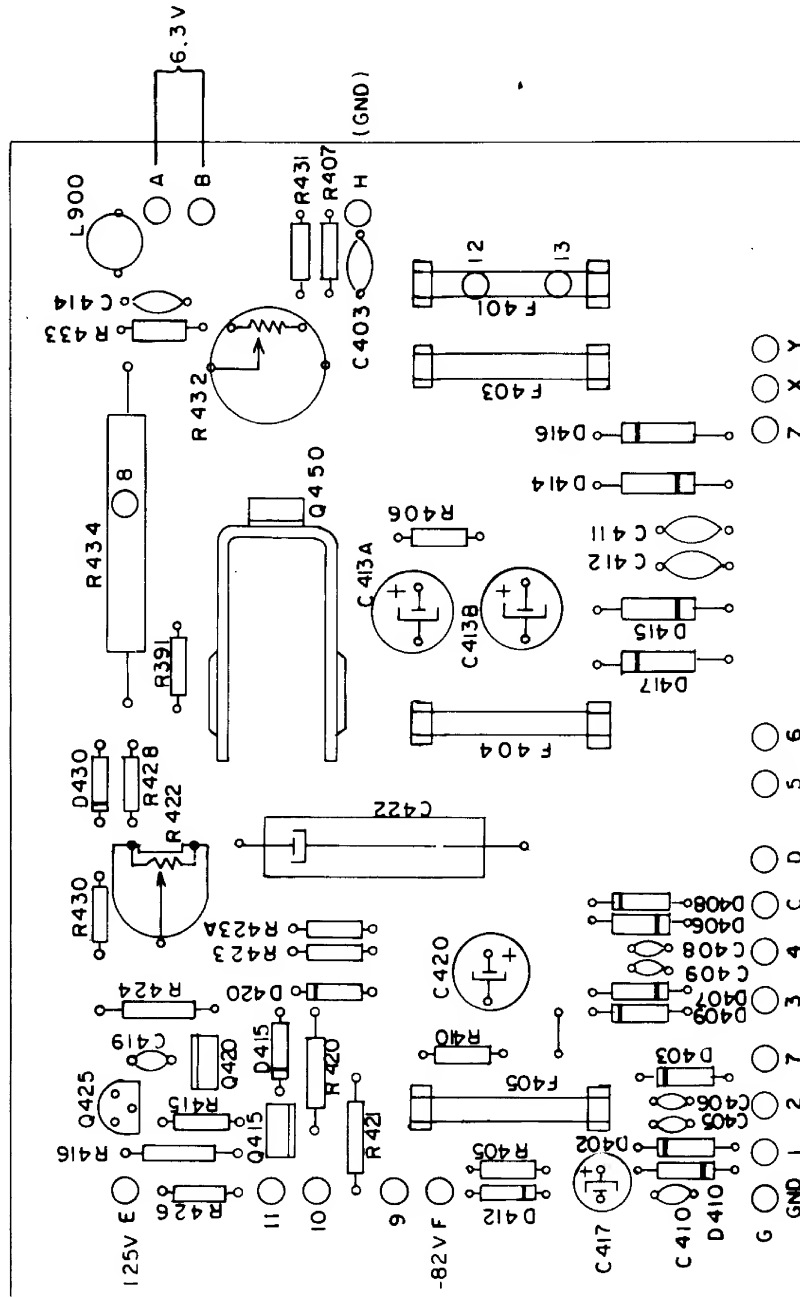 6.3V
A
B
L900
C414
R433
R431
R407
H
(GND)
C403
R432
12
13
F401
F403
Y
X
7
D416
D414
C411
C412
D415
D417
R434
8
Q450
R406
C413A
C413B
R391
F404
6
5
D430
R428
R422
C422
R430
D
C
4
3
D408
D406
C408
C409
D407
D409
R423A
R423
D420
C420
R424
C419
Q420
D415
R420
R410
F405
D403
7
2
1
C406
C405
D402
Q425
R415
R416
Q415
R421
R405
R426
D412
C417
C410
D410
125V E
11
10
9
-82V F
G
GND